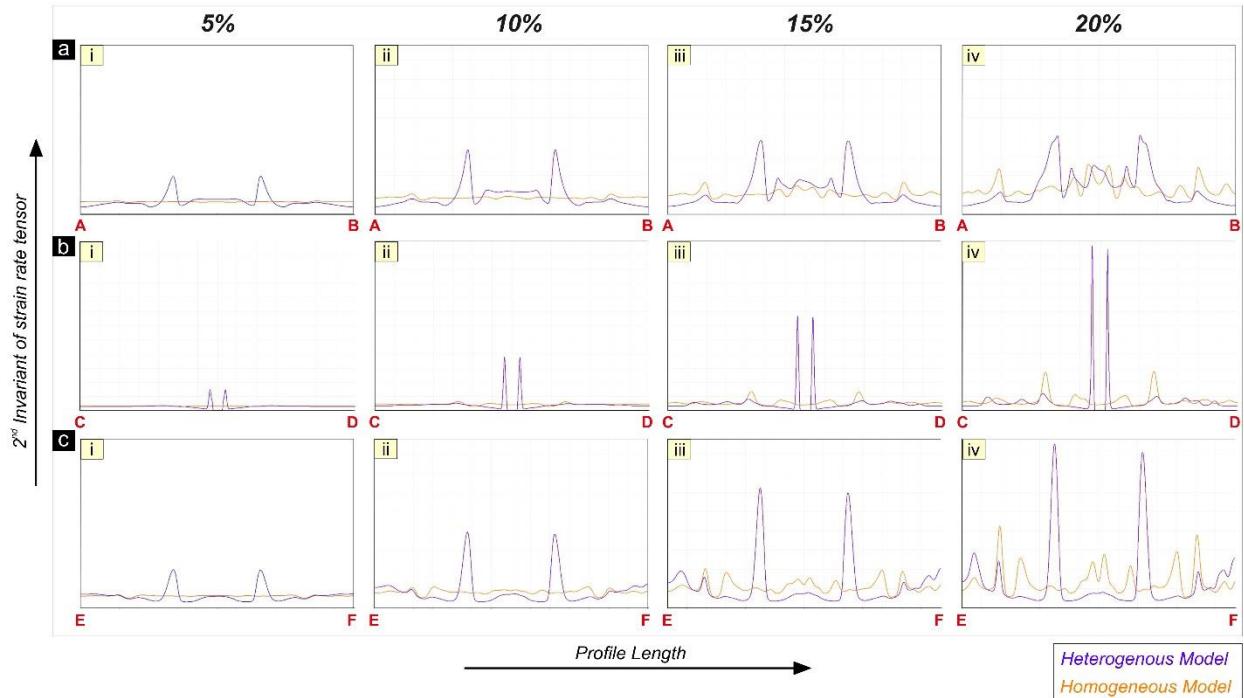 5% 10% 15% 20%
a i ii iii iv
A B A B A B A B
b i ii iii iv
C D C D C D C D
c i ii iii iv
E F E F E F E F
2nd Invariant of strain rate tensor
Profile Length
Heterogenous Model
Homogeneous Model